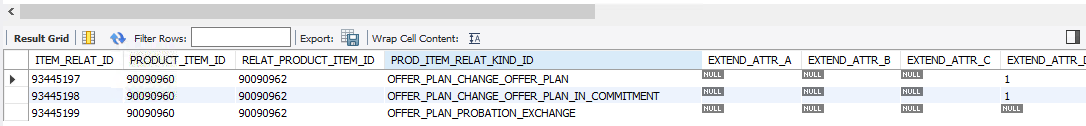 Result Grid Filter Rows: Export: Wrap Cell Content:
ITEM_RELAT_ID PRODUCT_ITEM_ID RELAT_PRODUCT_ITEM_ID PROD_ITEM_RELAT_KIND_ID EXTEND_ATTR_A EXTEND_ATTR_B EXTEND_ATTR_C EXTEND_ATTR_D
93445197 90090960 90090962 OFFER_PLAN_CHANGE_OFFER_PLAN NULL NULL NULL 1
93445198 90090960 90090962 OFFER_PLAN_CHANGE_OFFER_PLAN_IN_COMMITMENT NULL NULL NULL 1
93445199 90090960 90090962 OFFER_PLAN_PROBATION_EXCHANGE NULL NULL NULL NULL